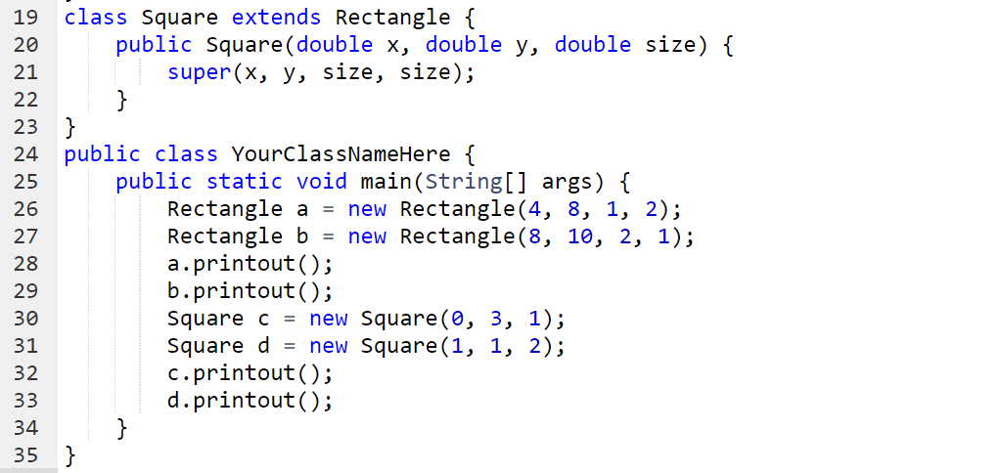 19 class Square extends Rectangle {
20     public Square(double x, double y, double size) {
21         super(x, y, size, size);
22     }
23 }
24 public class YourClassNameHere {
25     public static void main(String[] args) {
26         Rectangle a = new Rectangle(4, 8, 1, 2);
27         Rectangle b = new Rectangle(8, 10, 2, 1);
28         a.printout();
29         b.printout();
30         Square c = new Square(0, 3, 1);
31         Square d = new Square(1, 1, 2);
32         c.printout();
33         d.printout();
34     }
35 }